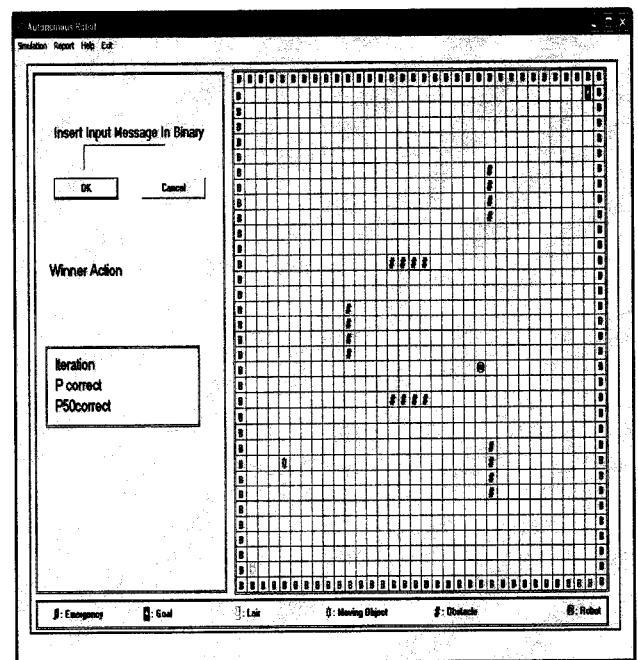 Autonomous Robot
Simulation Report Help Exit
Insert Input Message In Binary
OK Cancel
Winner Action
Iteration
P correct
P50correct
: Emergency : Goal : Lair 0 : Moving Object # : Obstacle : Robot